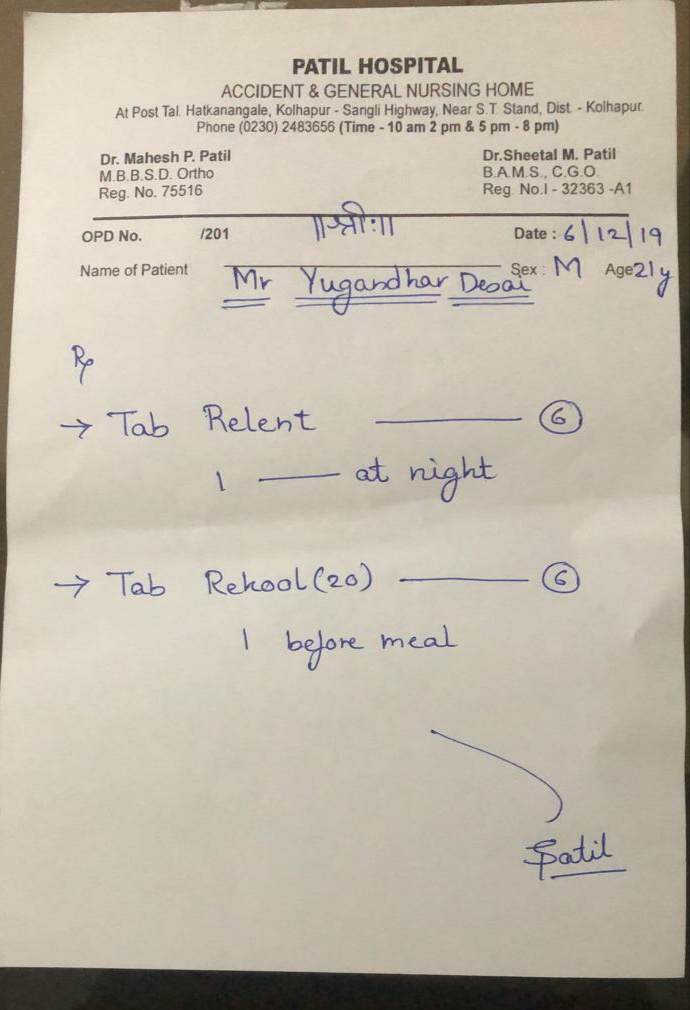 PATIL HOSPITAL
ACCIDENT & GENERAL NURSING HOME
At Post Tal. Hatkanangale, Kolhapur - Sangli Highway, Near S.T. Stand, Dist. - Kolhapur.
Phone (0230) 2483656 (Time - 10 am 2 pm & 5 pm - 8 pm)
Dr. Mahesh P. Patil
M.B.B.S.D. Ortho
Reg. No. 75516
Dr.Sheetal M. Patil
B.A.M.S., C.G.O.
Reg. No.I - 32363 -A1
॥श्रीः॥
OPD No. /201 Date : 6/12/19
Name of Patient Mr Yugandhar Desai Sex : M Age 21y
Rp
→ Tab Relent —— 6
1 —— at night
→ Tab Rekool (20) —— 6
1 before meal
SPatil